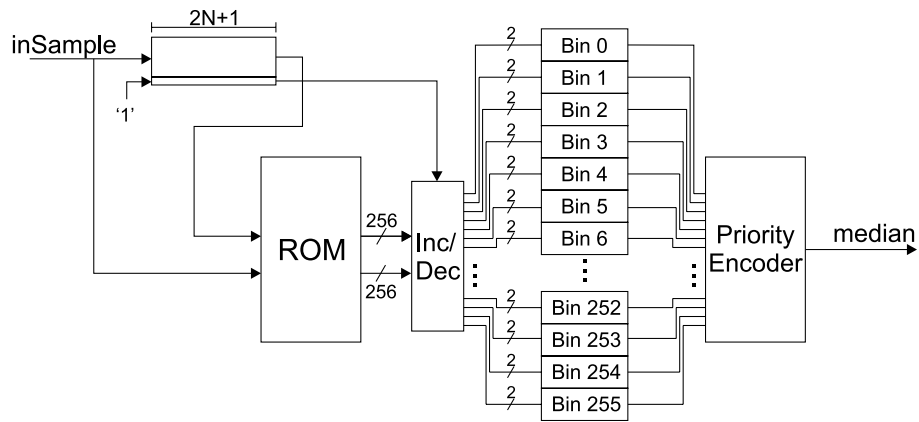 2N+1
inSample
'1'
ROM
256
256
Inc/
Dec
2
Bin 0
2
Bin 1
2
Bin 2
2
Bin 3
2
Bin 4
2
Bin 5
2
Bin 6
2
Bin 252
2
Bin 253
2
Bin 254
2
Bin 255
Priority
Encoder
median